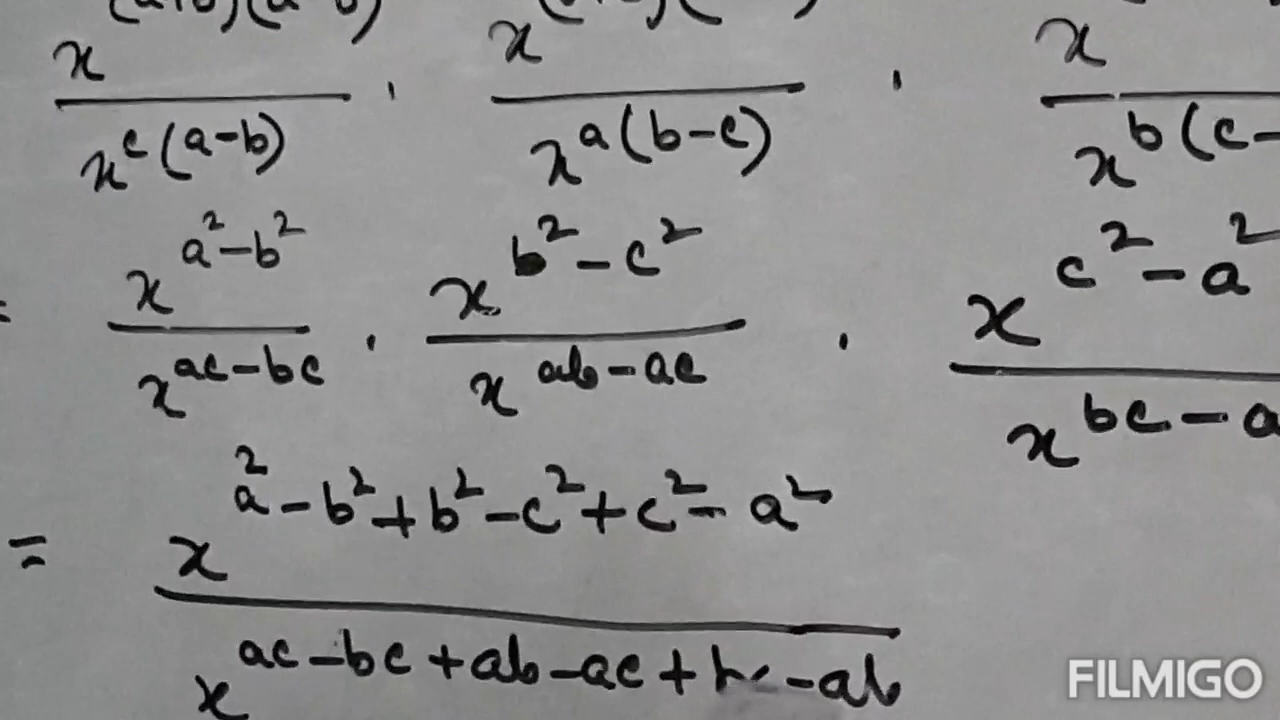 x^(a+b)(a-b) / x^c(a-b) . x / x^a(b-c) . x / x^b(c-
= x^a²-b² / x^ac-bc . x^b²-c² / x^ab-ac . x^c²-a² / x^bc-a
= x^a²-b²+b²-c²+c²-a² / x^ac-bc+ab-ac+ -ab
FILMIGO